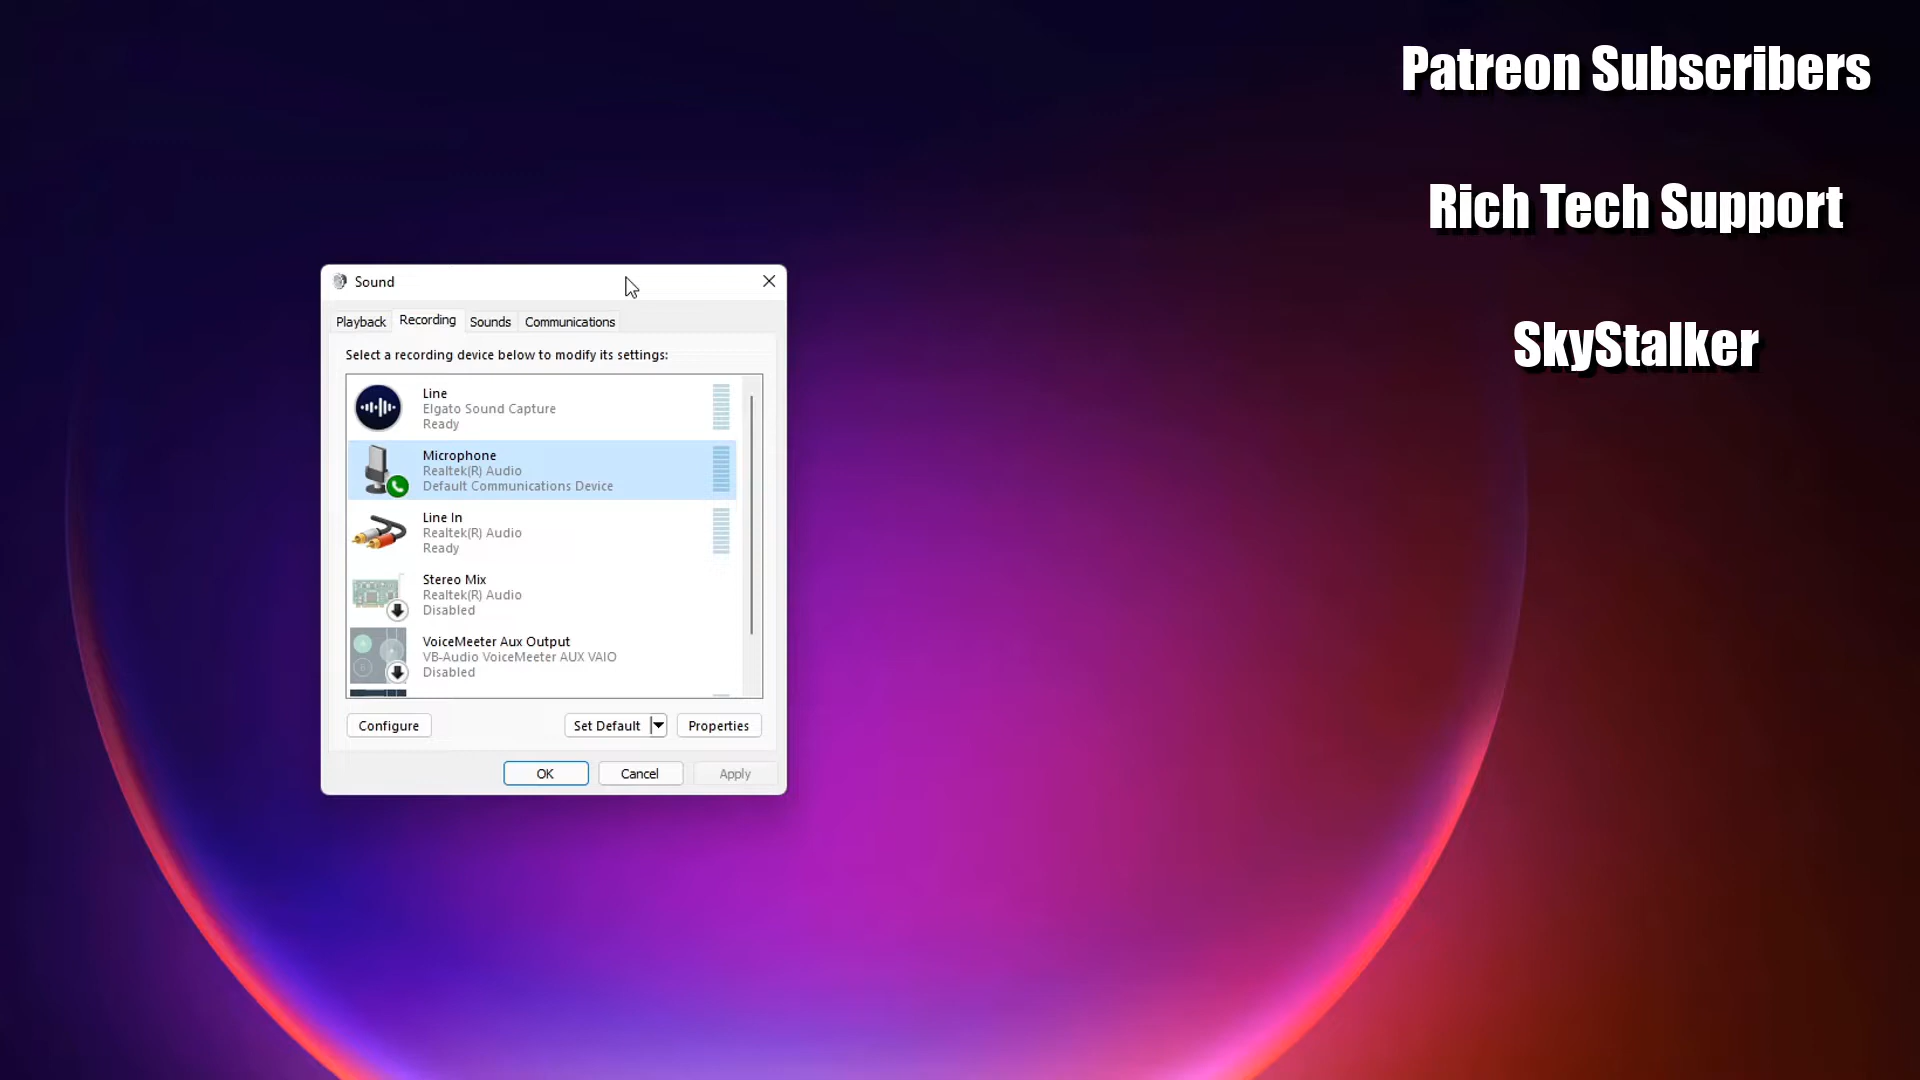 Patreon Subscribers
Rich Tech Support
SkyStalker
Sound
Playback Recording Sounds Communications
Select a recording device below to modify its settings:
Line
Elgato Sound Capture
Ready
Microphone
Realtek(R) Audio
Default Communications Device
Line In
Realtek(R) Audio
Ready
Stereo Mix
Realtek(R) Audio
Disabled
VoiceMeeter Aux Output
VB-Audio VoiceMeeter AUX VAIO
Disabled
Configure Set Default Properties
OK Cancel Apply